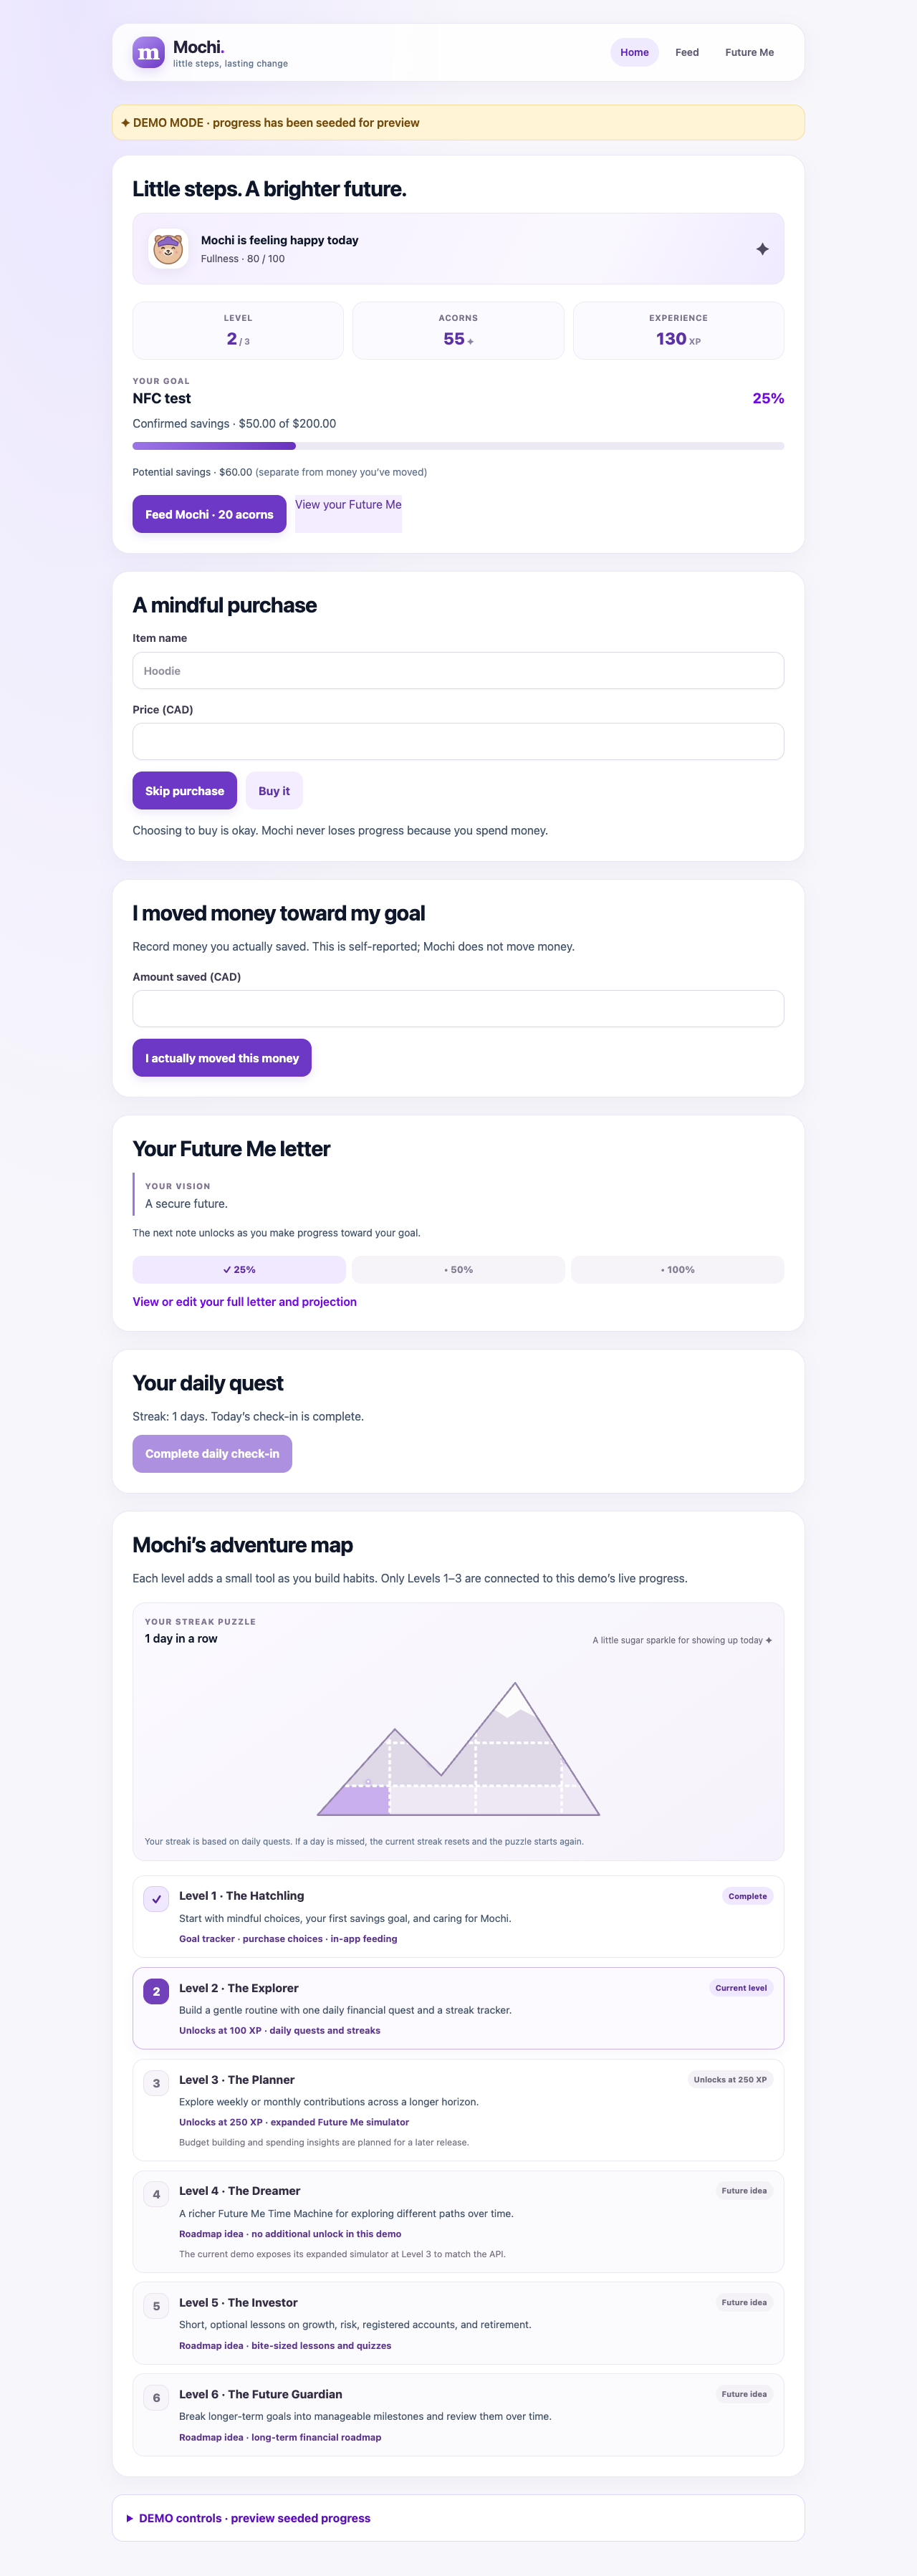 m Mochi.
little steps, lasting change
Home Feed Future Me
✦ DEMO MODE · progress has been seeded for preview
Little steps. A brighter future.
Mochi is feeling happy today
Fullness · 80 / 100
✦
LEVEL
2 / 3
ACORNS
55 ✦
EXPERIENCE
130 XP
YOUR GOAL
NFC test 25%
Confirmed savings · $50.00 of $200.00
Potential savings · $60.00 (separate from money you’ve moved)
Feed Mochi · 20 acorns View your Future Me
A mindful purchase
Item name
Hoodie
Price (CAD)
Skip purchase Buy it
Choosing to buy is okay. Mochi never loses progress because you spend money.
I moved money toward my goal
Record money you actually saved. This is self-reported; Mochi does not move money.
Amount saved (CAD)
I actually moved this money
Your Future Me letter
YOUR VISION
A secure future.
The next note unlocks as you make progress toward your goal.
✓ 25% • 50% • 100%
View or edit your full letter and projection
Your daily quest
Streak: 1 days. Today’s check-in is complete.
Complete daily check-in
Mochi’s adventure map
Each level adds a small tool as you build habits. Only Levels 1–3 are connected to this demo’s live progress.
YOUR STREAK PUZZLE
1 day in a row
A little sugar sparkle for showing up today ✦
Your streak is based on daily quests. If a day is missed, the current streak resets and the puzzle starts again.
✓ Level 1 · The Hatchling Complete
Start with mindful choices, your first savings goal, and caring for Mochi.
Goal tracker · purchase choices · in-app feeding
2 Level 2 · The Explorer Current level
Build a gentle routine with one daily financial quest and a streak tracker.
Unlocks at 100 XP · daily quests and streaks
3 Level 3 · The Planner Unlocks at 250 XP
Explore weekly or monthly contributions across a longer horizon.
Unlocks at 250 XP · expanded Future Me simulator
Budget building and spending insights are planned for a later release.
4 Level 4 · The Dreamer Future idea
A richer Future Me Time Machine for exploring different paths over time.
Roadmap idea · no additional unlock in this demo
The current demo exposes its expanded simulator at Level 3 to match the API.
5 Level 5 · The Investor Future idea
Short, optional lessons on growth, risk, registered accounts, and retirement.
Roadmap idea · bite-sized lessons and quizzes
6 Level 6 · The Future Guardian Future idea
Break longer-term goals into manageable milestones and review them over time.
Roadmap idea · long-term financial roadmap
▶ DEMO controls · preview seeded progress